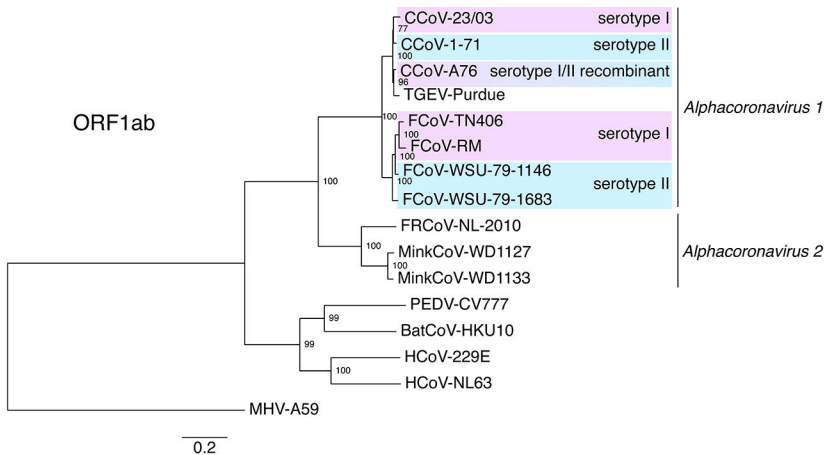 ORF1ab
CCoV-23/03 serotype I
77
CCoV-1-71 serotype II
100
CCoV-A76 serotype I/II recombinant
96
TGEV-Purdue
Alphacoronavirus 1
100
FCoV-TN406
100
serotype I
FCoV-RM
100
FCoV-WSU-79-1146
100
serotype II
FCoV-WSU-79-1683
100
FRCoV-NL-2010
100
MinkCoV-WD1127
Alphacoronavirus 2
100
MinkCoV-WD1133
PEDV-CV777
99
BatCoV-HKU10
99
HCoV-229E
100
HCoV-NL63
MHV-A59
0.2